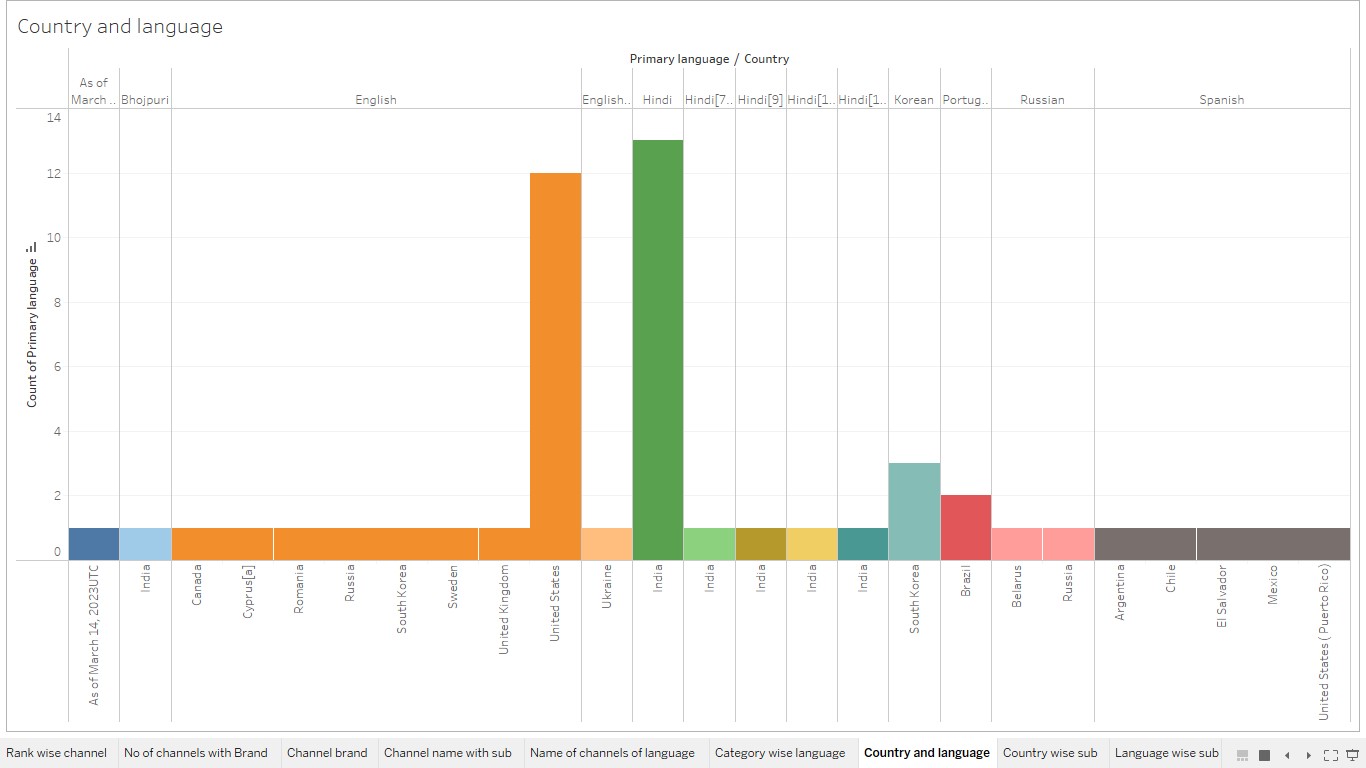 Country and language
Primary language / Country
As of
March ..
Bhojpuri
English
English..
Hindi
Hindi[7..
Hindi[9]
Hindi[1..
Hindi[1..
Korean
Portug..
Russian
Spanish
Count of Primary language
14
12
10
8
6
4
2
0
As of March 14, 2023UTC
India
Canada
Cyprus[a]
Romania
Russia
South Korea
Sweden
United Kingdom
United States
Ukraine
India
India
India
India
India
South Korea
Brazil
Belarus
Russia
Argentina
Chile
El Salvador
Mexico
United States ( Puerto Rico)
Rank wise channel
No of channels with Brand
Channel brand
Channel name with sub
Name of channels of language
Category wise language
Country and language
Country wise sub
Language wise sub